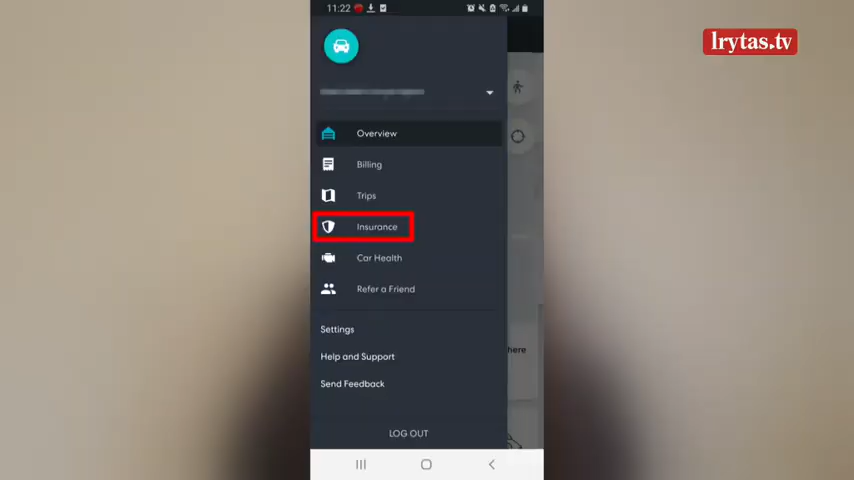 11:22
lrytas.tv
Overview
Billing
Trips
Insurance
Car Health
Refer a Friend
Settings
here
Help and Support
Send Feedback
LOG OUT